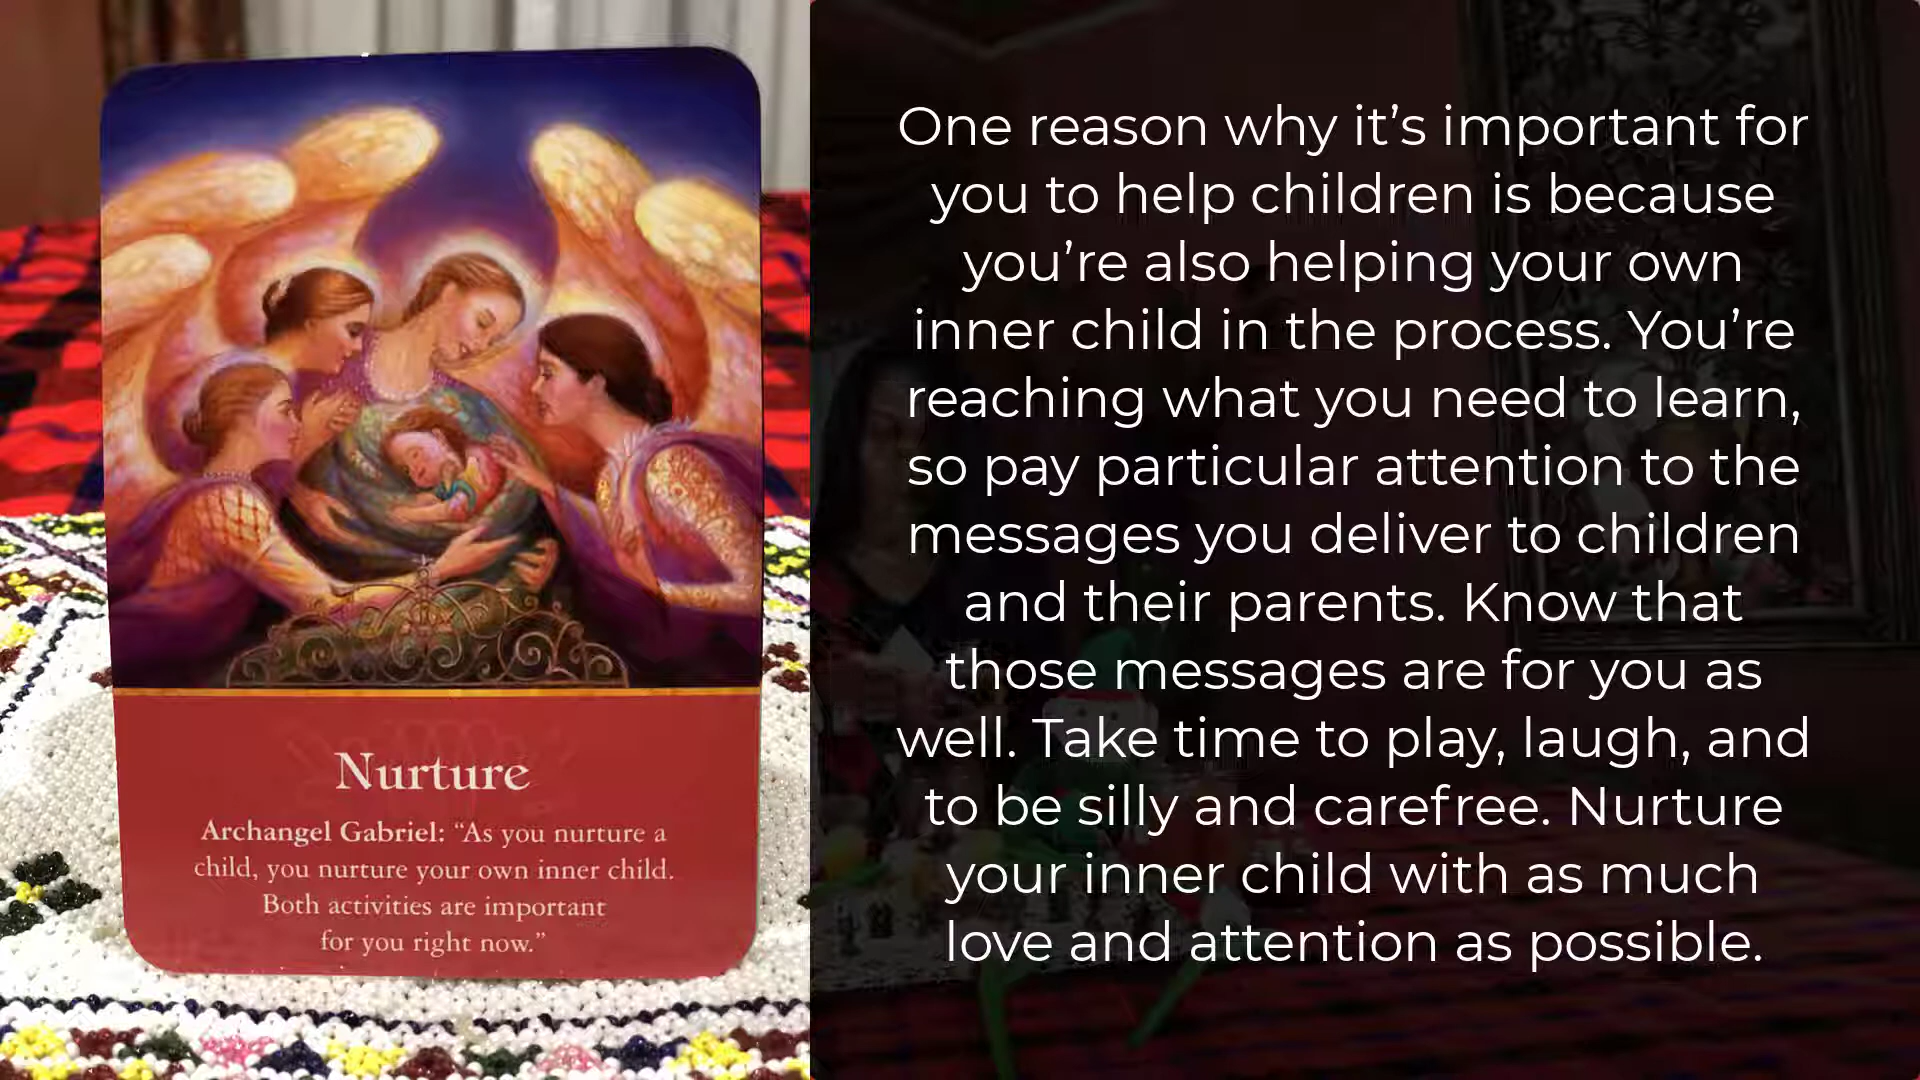 Nurture
Archangel Gabriel: “As you nurture a
child, you nurture your own inner child.
Both activities are important
for you right now.”
One reason why it’s important for
you to help children is because
you’re also helping your own
inner child in the process. You’re
reaching what you need to learn,
so pay particular attention to the
messages you deliver to children
and their parents. Know that
those messages are for you as
well. Take time to play, laugh, and
to be silly and carefree. Nurture
your inner child with as much
love and attention as possible.